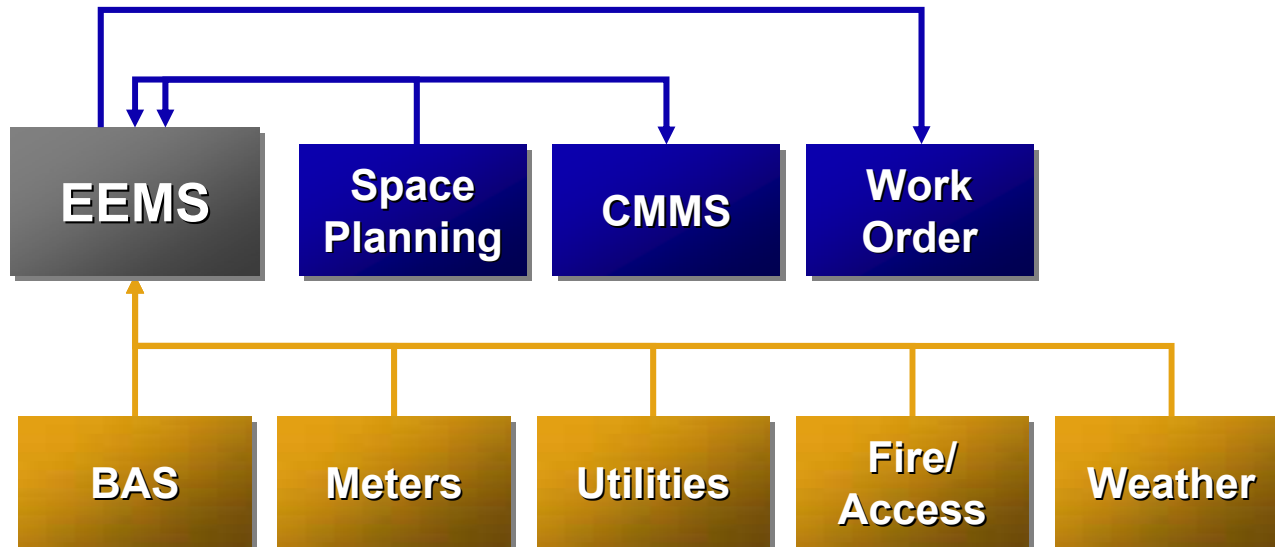 EEMS
Space
Planning
CMMS
Work
Order
BAS
Meters
Utilities
Fire/
Access
Weather